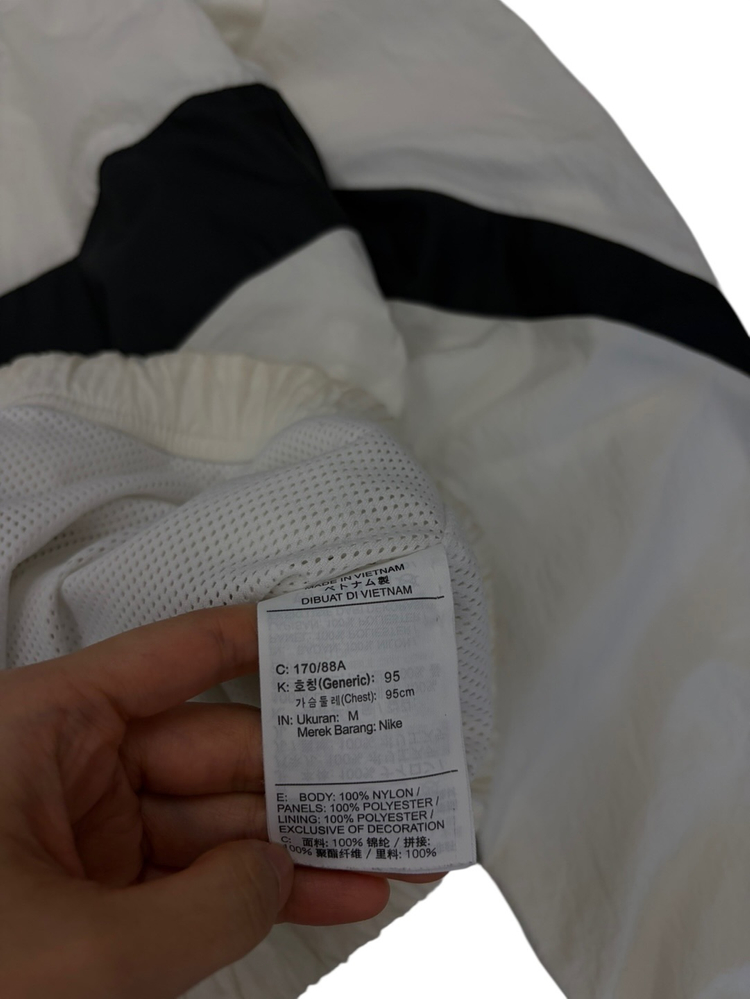 MADE IN VIETNAM
ベトナム製
DIBUAT DI VIETNAM
C: 170/88A
K: 호칭(Generic): 95
가슴둘레(Chest): 95cm
IN: Ukuran: M
Merek Barang: Nike
E: BODY: 100% NYLON /
PANELS: 100% POLYESTER /
LINING: 100% POLYESTER /
EXCLUSIVE OF DECORATION
C: 面料: 100% 锦纶 / 拼接:
100% 聚酯纤维 / 里料: 100%